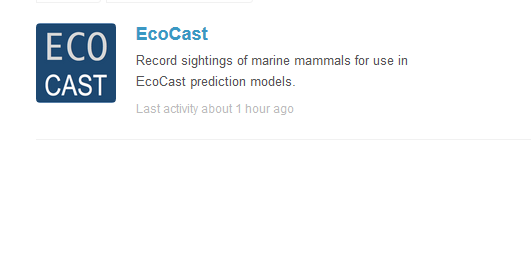 ECO
CAST
EcoCast
Record sightings of marine mammals for use in
EcoCast prediction models.
Last activity about 1 hour ago